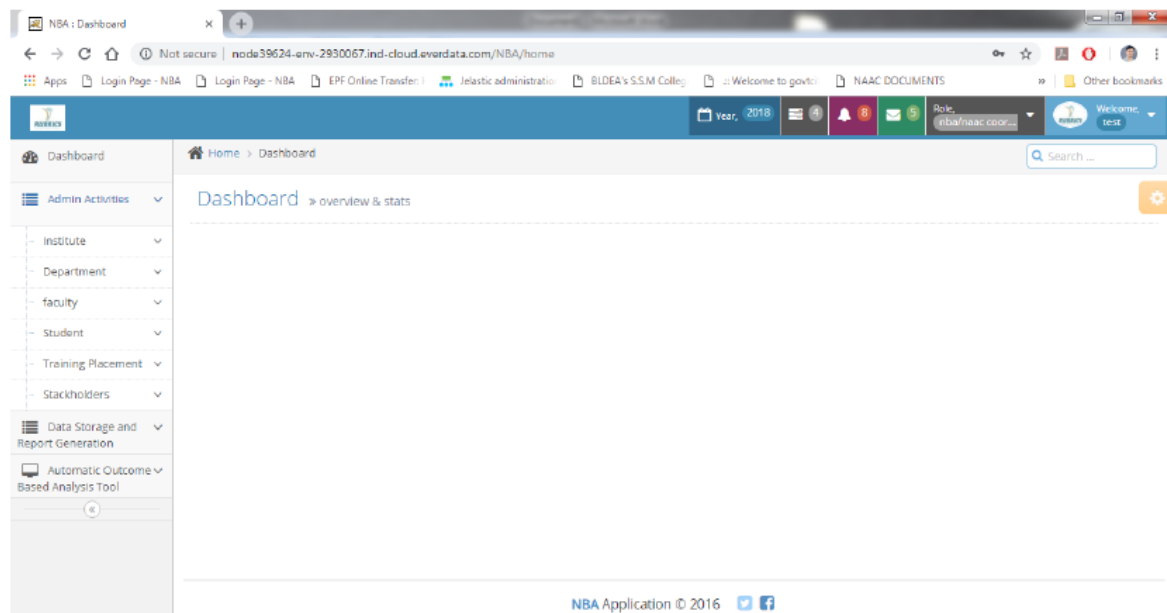 NBA : Dashboard
Not secure | node39624-env-2930067.ind-cloud.everdata.com/NBA/home
Apps Login Page - NBA Login Page - NBA EPF Online Transfer Jelastic administratio BLDEA's S.S.M Colleg .::Welcome to govtci NAAC DOCUMENTS » Other bookmarks
Year, 2018 4 8 5 Role, nba/naac coor... Welcome, test
Dashboard
Home > Dashboard
Search ...
Admin Activities
Dashboard » overview & stats
Institute
Department
faculty
Student
Training Placement
Stackholders
Data Storage and
Report Generation
Automatic Outcome
Based Analysis Tool
NBA Application © 2016